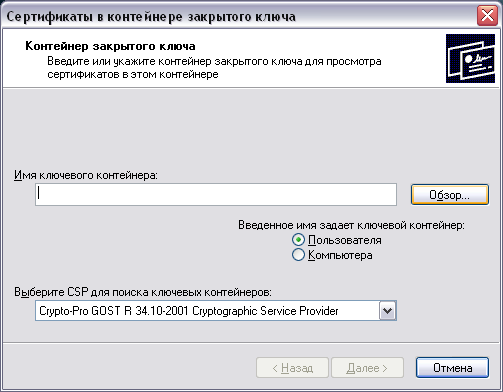 Сертификаты в контейнере закрытого ключа
Контейнер закрытого ключа
Введите или укажите контейнер закрытого ключа для просмотра
сертификатов в этом контейнере
Имя ключевого контейнера:
Обзор...
Введенное имя задает ключевой контейнер:
Пользователя
Компьютера
Выберите CSP для поиска ключевых контейнеров:
Crypto-Pro GOST R 34.10-2001 Cryptographic Service Provider
< Назад
Далее >
Отмена